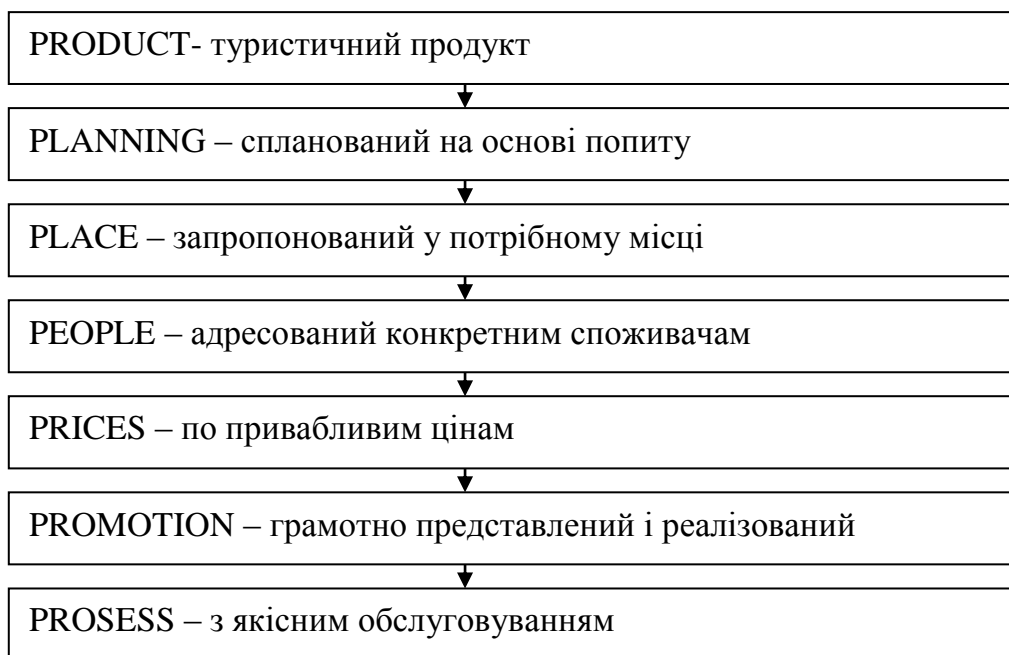 PRODUCT- туристичний продукт
PLANNING – спланований на основі попиту
PLACE – запропонований у потрібному місці
PEOPLE – адресований конкретним споживачам
PRICES – по привабливим цінам
PROMOTION – грамотно представлений і реалізований
PROSESS – з якісним обслуговуванням